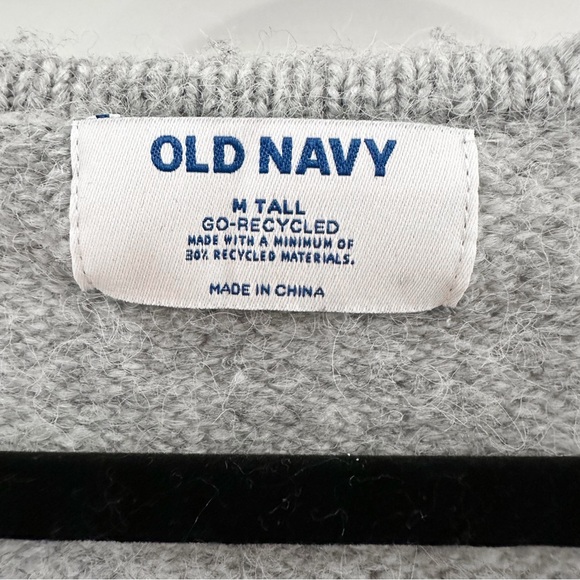 OLD NAVY
M TALL
GO-RECYCLED
MADE WITH A MINIMUM OF
30% RECYCLED MATERIALS.
MADE IN CHINA